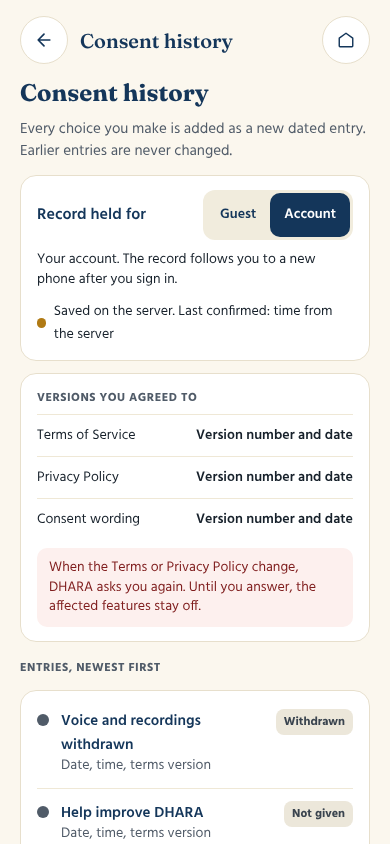 Consent history
Consent history
Every choice you make is added as a new dated entry.
Earlier entries are never changed.
Record held for
Guest
Account
Your account. The record follows you to a new
phone after you sign in.
Saved on the server. Last confirmed: time from
the server
VERSIONS YOU AGREED TO
Terms of Service
Version number and date
Privacy Policy
Version number and date
Consent wording
Version number and date
When the Terms or Privacy Policy change,
DHARA asks you again. Until you answer, the
affected features stay off.
ENTRIES, NEWEST FIRST
Voice and recordings
withdrawn
Withdrawn
Date, time, terms version
Help improve DHARA
Not given
Date, time, terms version